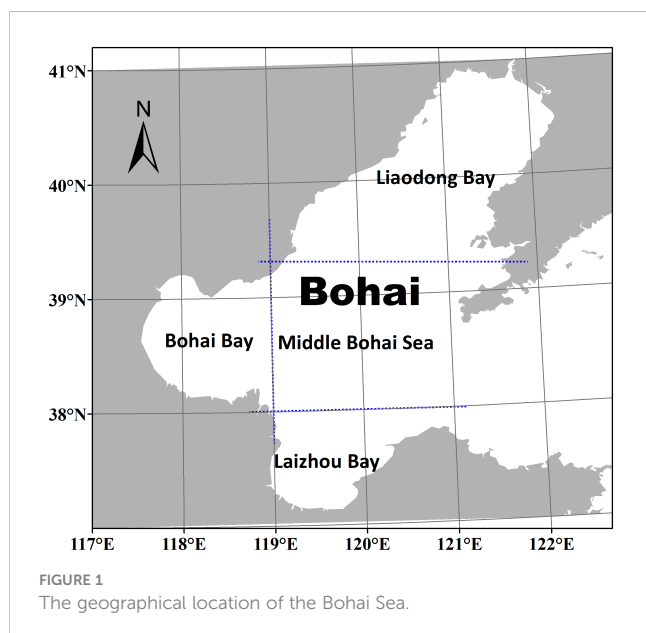 41°N
N
40°N
Liaodong Bay
39°N
Bohai
Bohai Bay
Middle Bohai Sea
38°N
Laizhou Bay
117°E 118°E 119°E 120°E 121°E 122°E
FIGURE 1
The geographical location of the Bohai Sea.